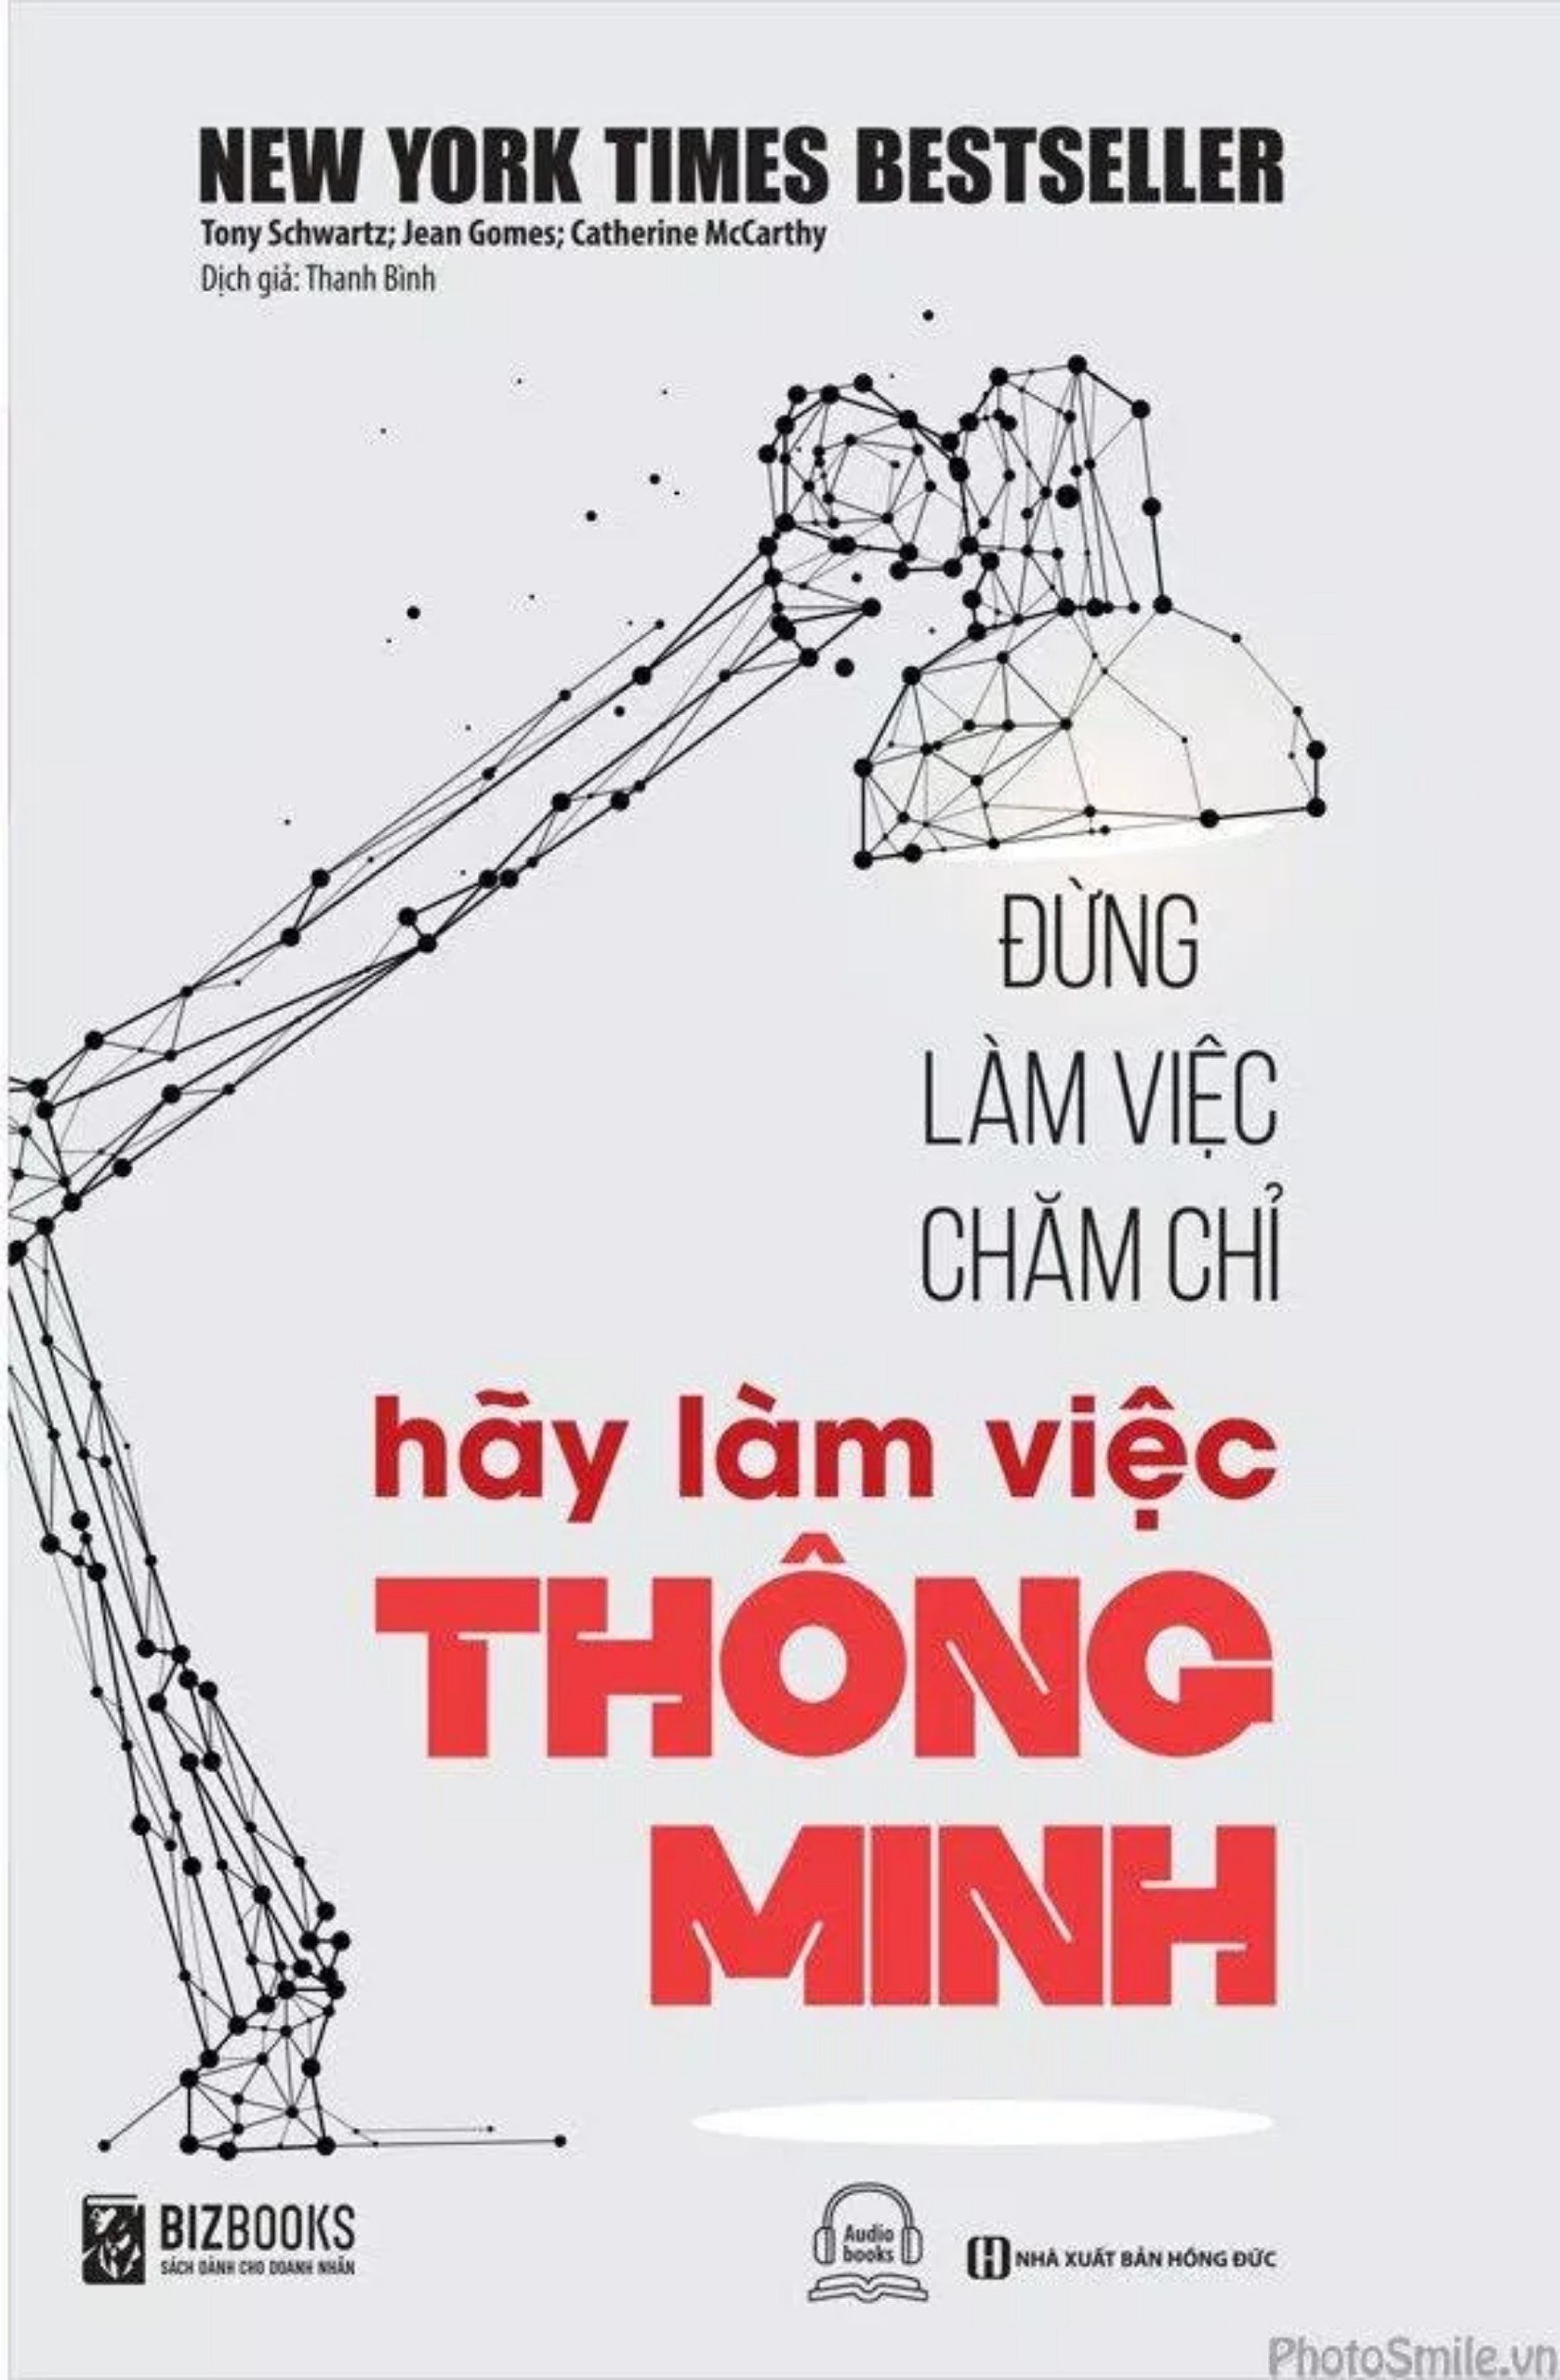 NEW YORK TIMES BESTSELLER
Tony Schwartz; Jean Gomes; Catherine McCarthy
Dịch giả: Thanh Bình
ĐỪNG
LÀM VIỆC
CHĂM CHỈ
hãy làm việc
THÔNG
MINH
BIZBOOKS
SÁCH DÀNH CHO DOANH NHÂN
Audio
books
NHÀ XUẤT BẢN HỒNG ĐỨC
PhotoSmile.vn